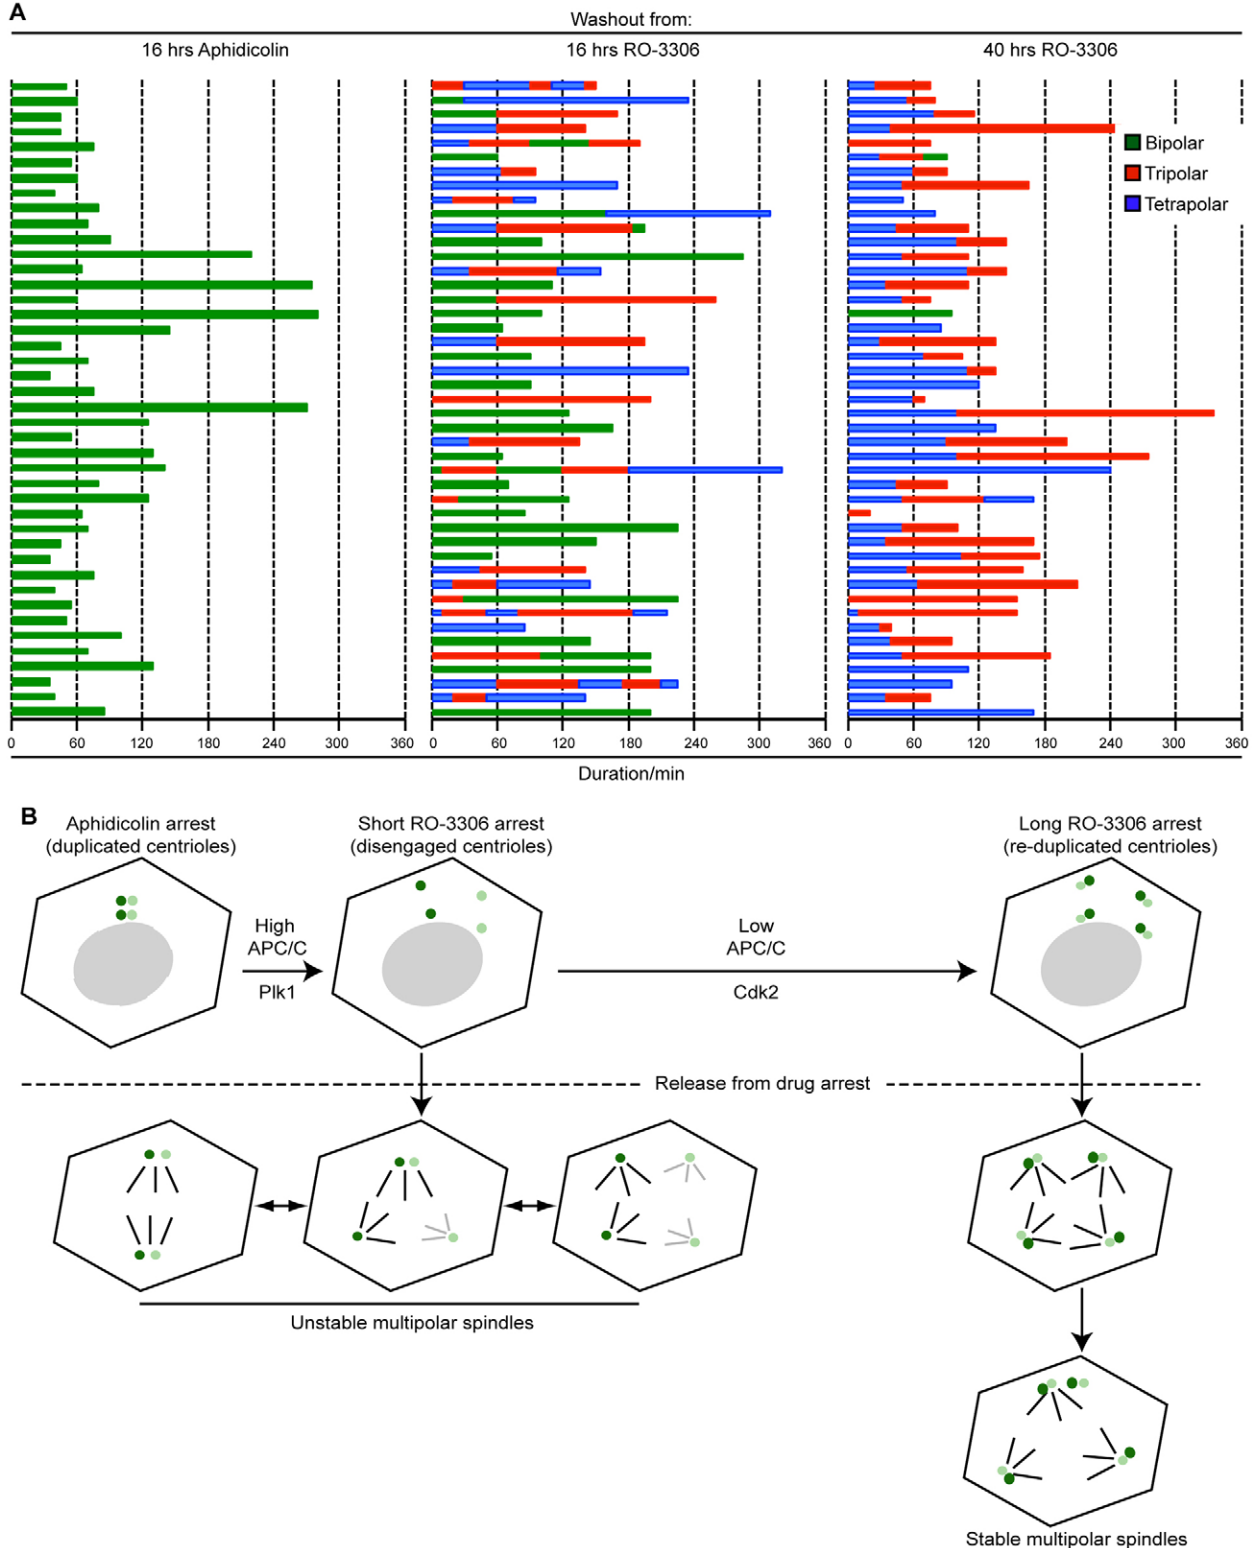 A
Washout from:
16 hrs Aphidicolin
16 hrs RO-3306
40 hrs RO-3306
Bipolar
Tripolar
Tetrapolar
0 60 120 180 240 300 360
0 60 120 180 240 300 360
0 60 120 180 240 300 360
Duration/min
B
Aphidicolin arrest
(duplicated centrioles)
Short RO-3306 arrest
(disengaged centrioles)
Long RO-3306 arrest
(re-duplicated centrioles)
High
APC/C
Plk1
Low
APC/C
Cdk2
Release from drug arrest
Unstable multipolar spindles
Stable multipolar spindles